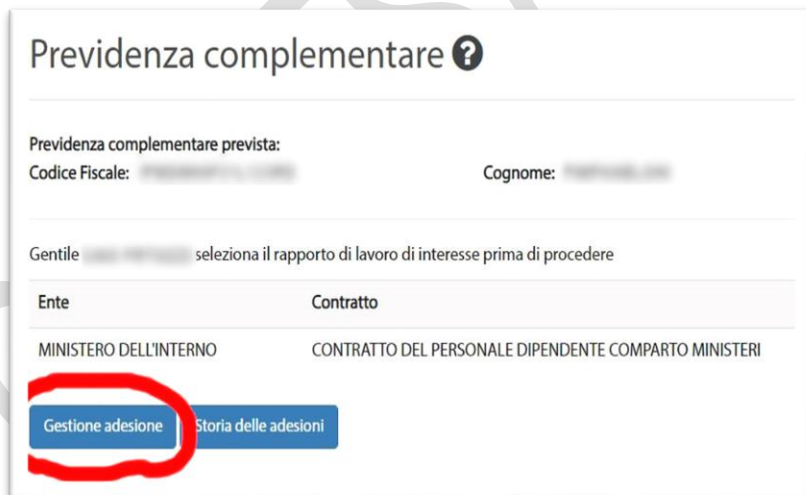 Previdenza complementare ?
Previdenza complementare prevista:
Codice Fiscale: Cognome:
Gentile seleziona il rapporto di lavoro di interesse prima di procedere
Ente Contratto
MINISTERO DELL'INTERNO CONTRATTO DEL PERSONALE DIPENDENTE COMPARTO MINISTERI
Gestione adesione Storia delle adesioni